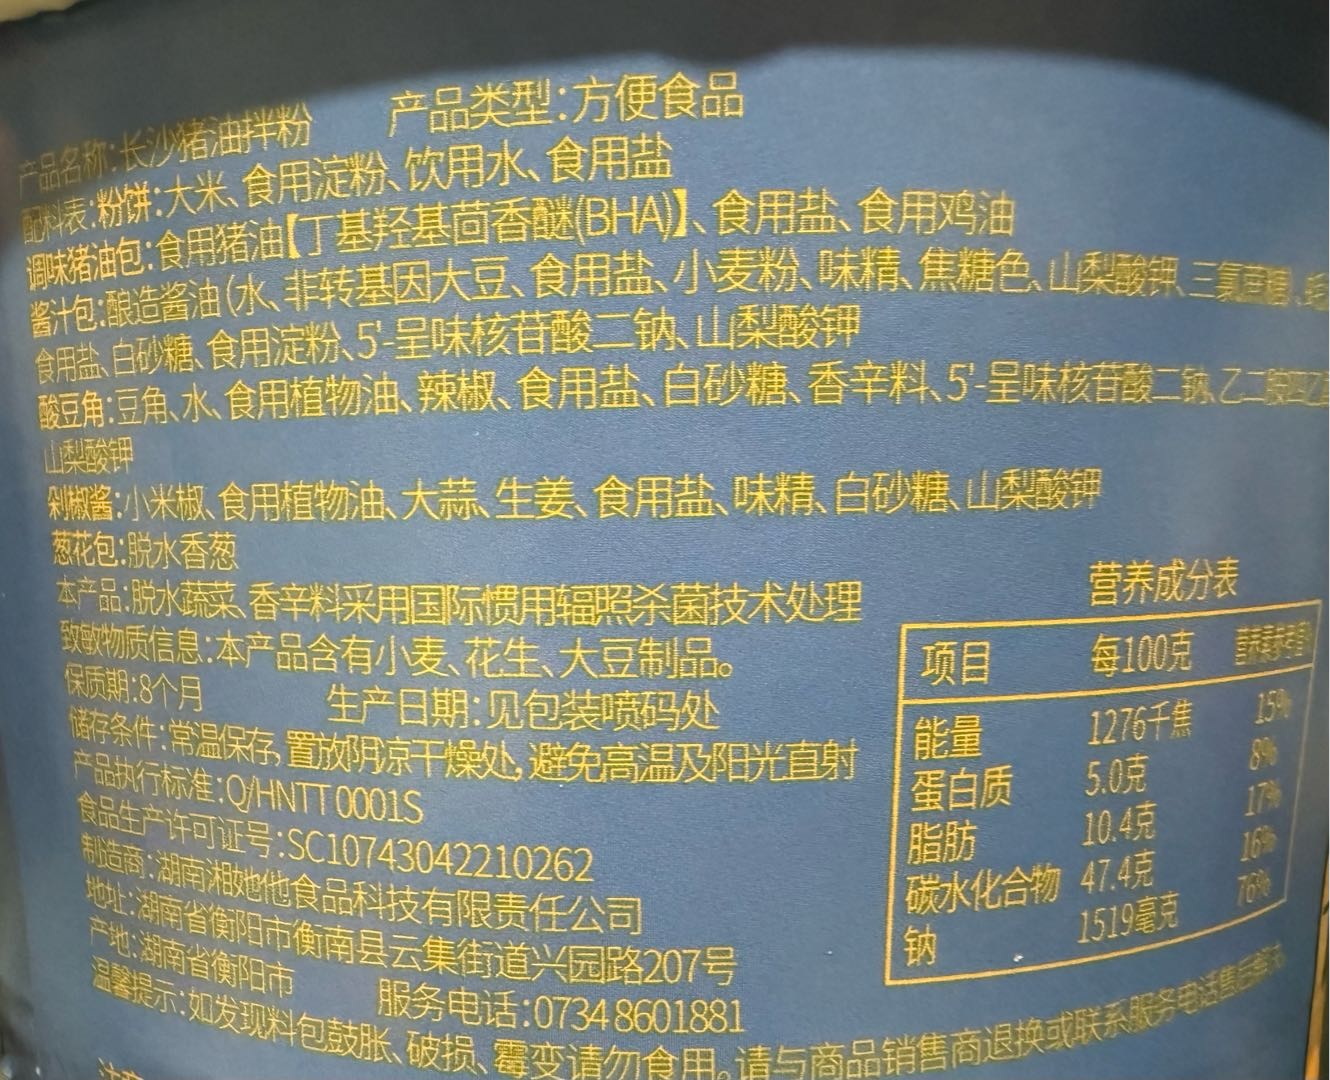 产品名称:长沙猪油拌粉 产品类型:方便食品
配料表:粉饼:大米、食用淀粉、饮用水、食用盐
调味猪油包:食用猪油【丁基羟基茴香醚(BHA)】、食用盐、食用鸡油
酱汁包:酿造酱油(水、非转基因大豆、食用盐、小麦粉、味精、焦糖色、山梨酸钾、三氯蔗糖、
食用盐、白砂糖、食用淀粉、5'-呈味核苷酸二钠、山梨酸钾
酸豆角:豆角、水、食用植物油、辣椒、食用盐、白砂糖、香辛料、5'-呈味核苷酸二钠、乙二胺四乙
山梨酸钾
剁椒酱:小米椒、食用植物油、大蒜、生姜、食用盐、味精、白砂糖、山梨酸钾
葱花包:脱水香葱
本产品:脱水蔬菜、香辛料采用国际惯用辐照杀菌技术处理
致敏物质信息:本产品含有小麦、花生、大豆制品。
保质期:8个月 生产日期:见包装喷码处
储存条件:常温保存,置放阴凉干燥处,避免高温及阳光直射
产品执行标准:Q/HNTT0001S
食品生产许可证号:SC10743042210262
制造商:湖南湘她他食品科技有限责任公司
地址:湖南省衡阳市衡南县云集街道兴园路207号
产地:湖南省衡阳市 服务电话:07348601881
温馨提示:如发现料包鼓胀、破损、霉变请勿食用。请与商品销售商退换或联系服务电话售后
营养成分表
项目 每100克 营养素参考值%
能量 1276千焦 15%
蛋白质 5.0克 8%
脂肪 10.4克 17%
碳水化合物 47.4克 16%
钠 1519毫克 76%